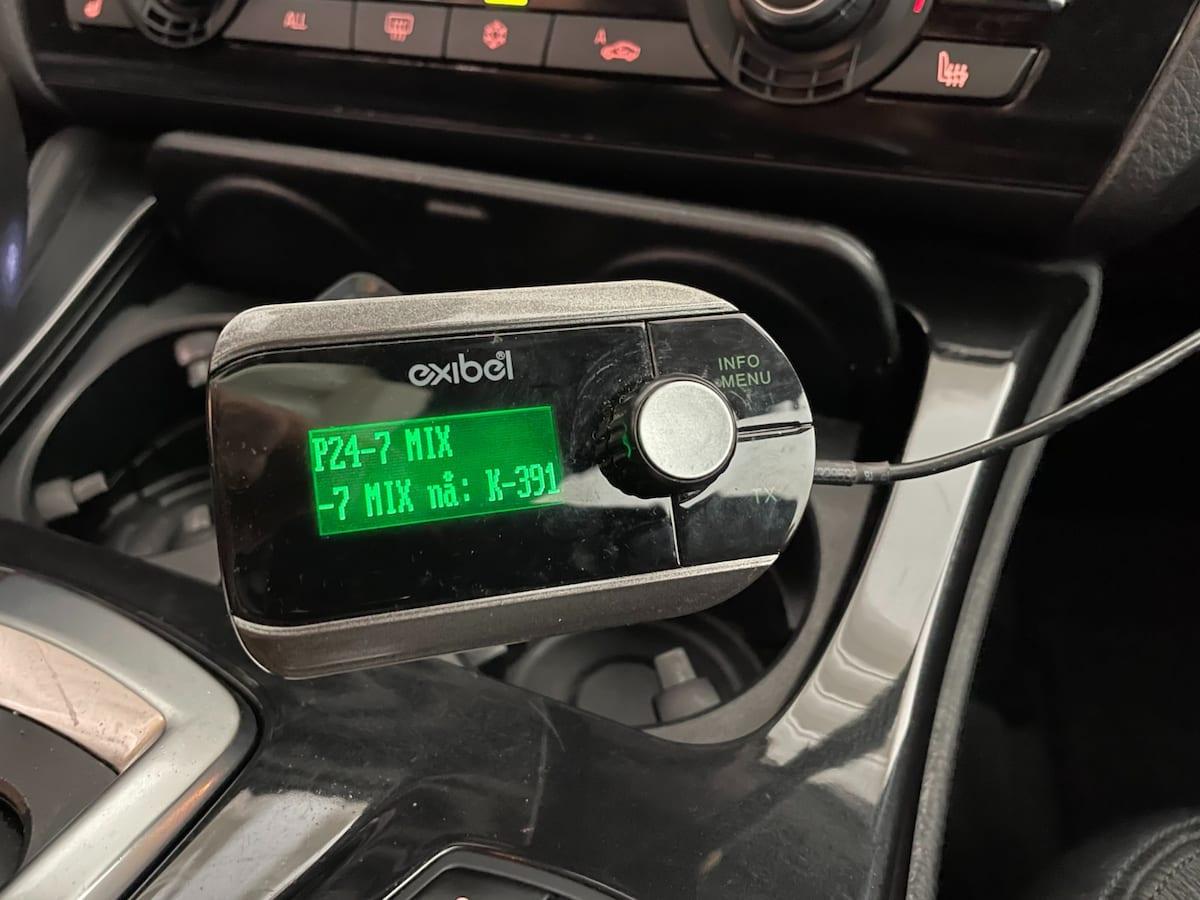 ALL
A
exibel®
INFO
MENU
P24-7 MIX
-7 MIX nå: K-391
TX